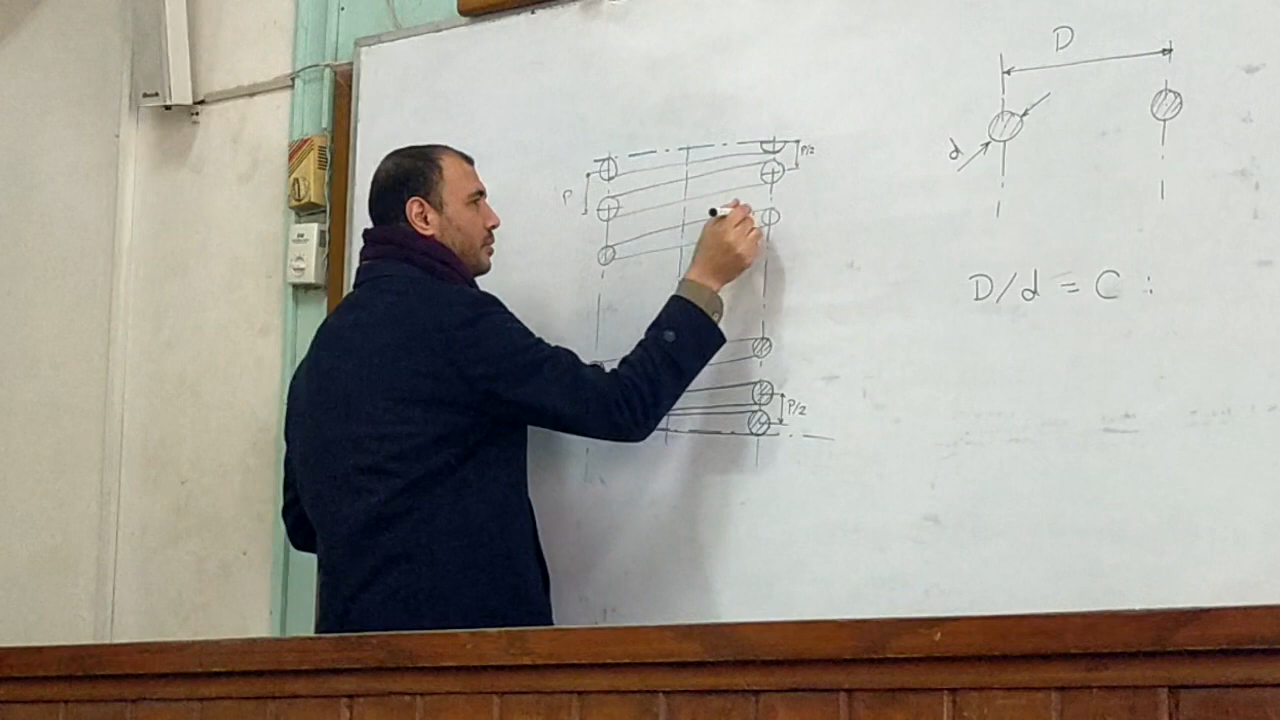 D
P/2
P
d
D/d = C :
P/2